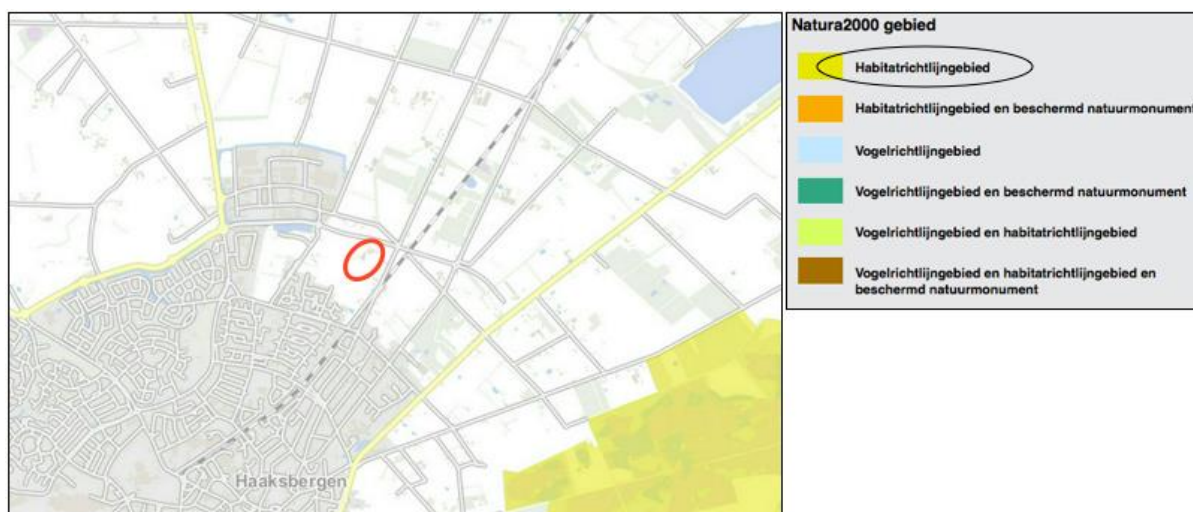 Haaksbergen
Natura2000 gebied
Habitatrichtlijngebied
Habitatrichtlijngebied en beschermd natuurmonument
Vogelrichtlijngebied
Vogelrichtlijngebied en beschermd natuurmonument
Vogelrichtlijngebied en habitatrichtlijngebied
Vogelrichtlijngebied en habitatrichtlijngebied en
beschermd natuurmonument